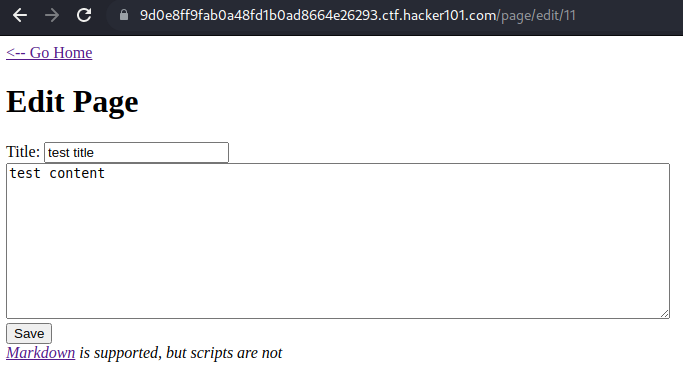 9d0e8ff9fab0a48fd1b0ad8664e26293.ctf.hacker101.com/page/edit/11
<-- Go Home
Edit Page
Title: test title
test content
Save
Markdown is supported, but scripts are not